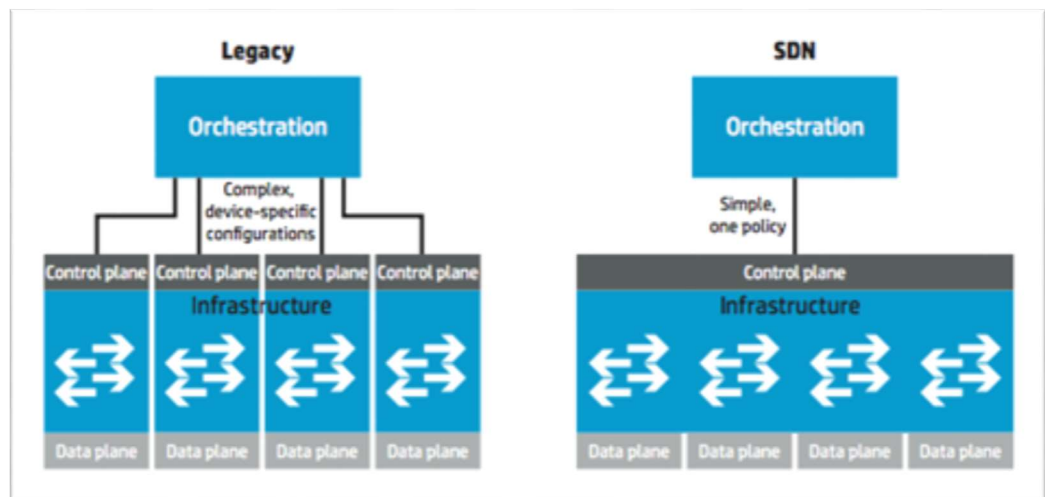 Legacy
Orchestration
Complex,
device-specific
configurations
Control plane Control plane Control plane Control plane
Infrastructure
Data plane Data plane Data plane Data plane
SDN
Orchestration
Simple,
one policy
Control plane
Infrastructure
Data plane Data plane Data plane Data plane